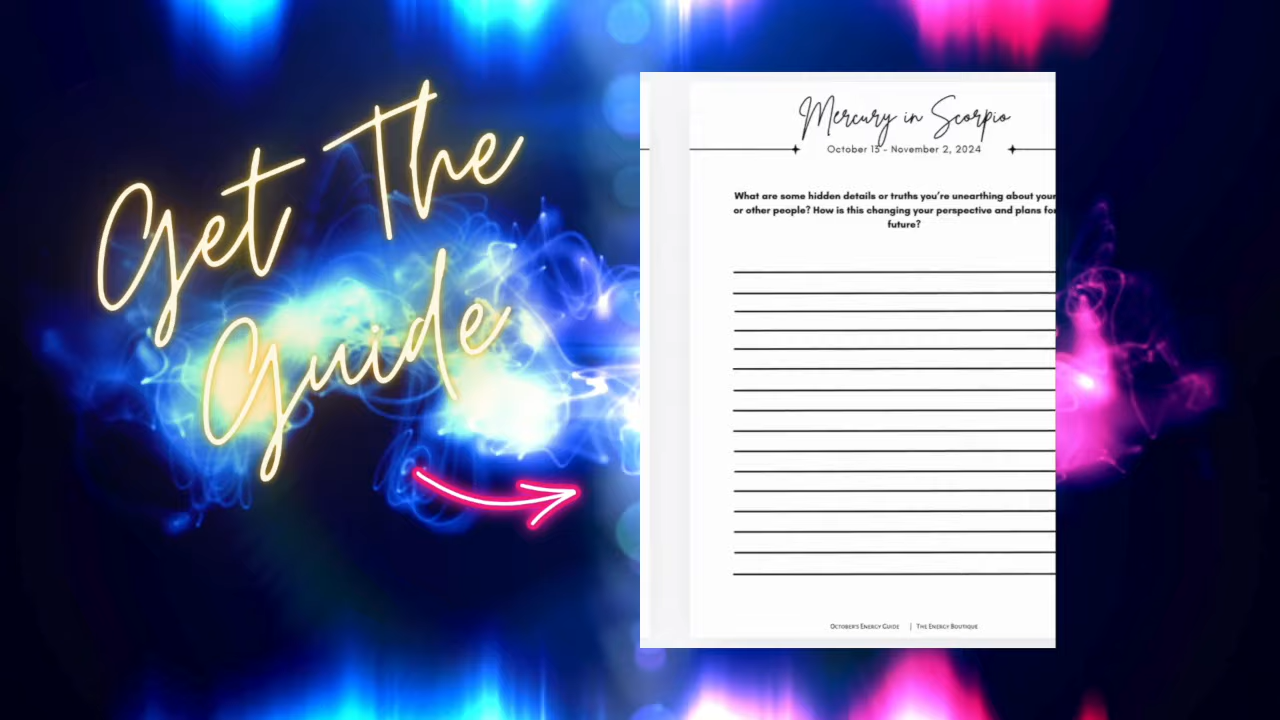 Get The
Guide
Mercury in Scorpio
October 15 - November 2, 2024
What are some hidden details or truths you're unearthing about your
or other people? How is this changing your perspective and plans for
future?
October's Energy Guide | The Energy Boutique